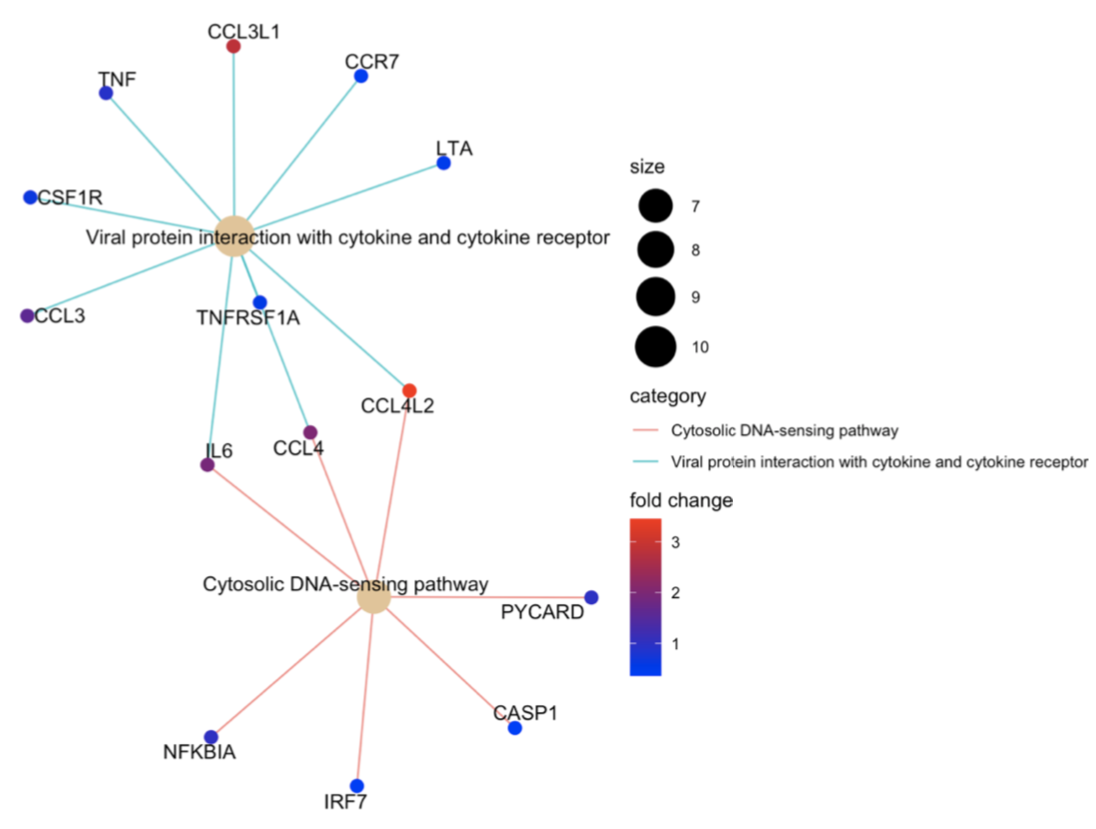 CCL3L1
CCR7
TNF
LTA
CSF1R
Viral protein interaction with cytokine and cytokine receptor
TNFRSF1A
CCL3
CCL4L2
IL6
CCL4
Cytosolic DNA-sensing pathway
PYCARD
CASP1
NFKBIA
IRF7
size
7
8
9
10
category
Cytosolic DNA-sensing pathway
Viral protein interaction with cytokine and cytokine receptor
fold change
3
2
1